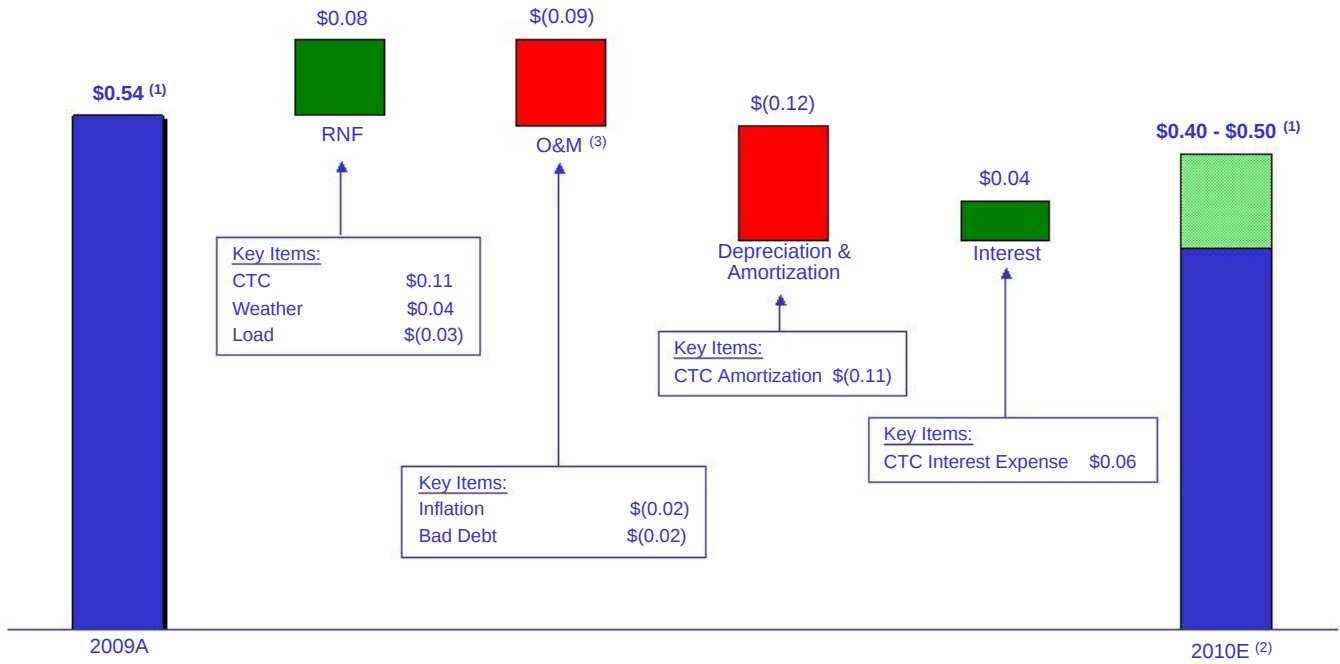 $0.08
$(0.09)
$0.54 (1)
$(0.12)
$0.40 - $0.50 (1)
RNF
O&M (3)
$0.04
Depreciation &
Amortization
Interest
Key Items:
CTC $0.11
Weather $0.04
Load $(0.03)
Key Items:
CTC Amortization $(0.11)
Key Items:
CTC Interest Expense $0.06
Key Items:
Inflation $(0.02)
Bad Debt $(0.02)
2009A
2010E (2)